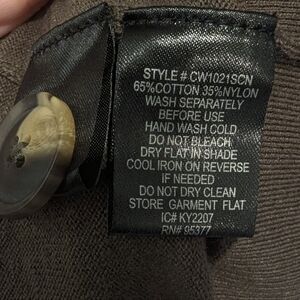 STYLE # CW1021SCN
65%COTTON 35%NYLON
WASH SEPARATELY
BEFORE USE
HAND WASH COLD
DO NOT BLEACH
DRY FLAT IN SHADE
COOL IRON ON REVERSE
IF NEEDED
DO NOT DRY CLEAN
STORE GARMENT FLAT
IC# KY2207
RN# 95377